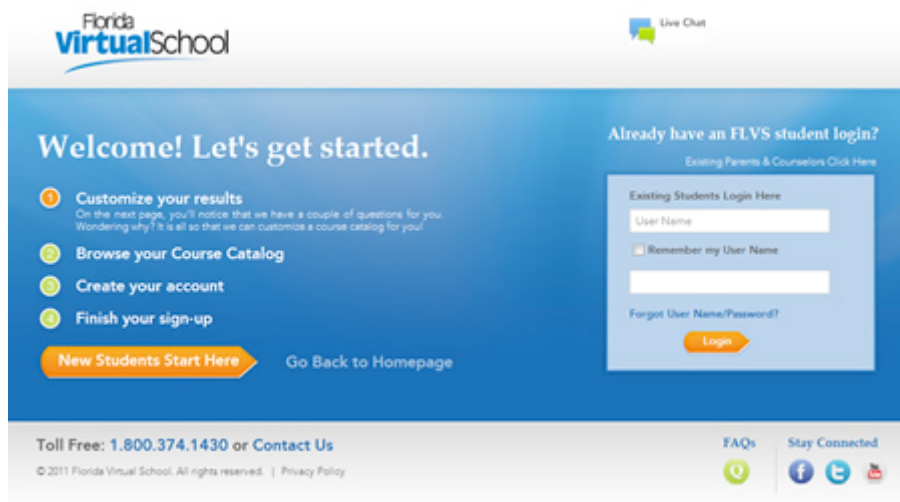 Florida
VirtualSchool
Live Chat
Welcome! Let's get started.
1 Customize your results
On the next page, you'll notice that we have a couple of questions for you.
Wondering why? It is all so that we can customize a course catalog for you!
2 Browse your Course Catalog
3 Create your account
4 Finish your sign-up
New Students Start Here
Go Back to Homepage
Already have an FLVS student login?
Existing Parents & Counselors Click Here
Existing Students Login Here
User Name
Remember my User Name
Forgot User Name/Password?
Login
Toll Free: 1.800.374.1430 or Contact Us
© 2011 Florida Virtual School. All rights reserved. | Privacy Policy
FAQs
Q
Stay Connected
f
t
You